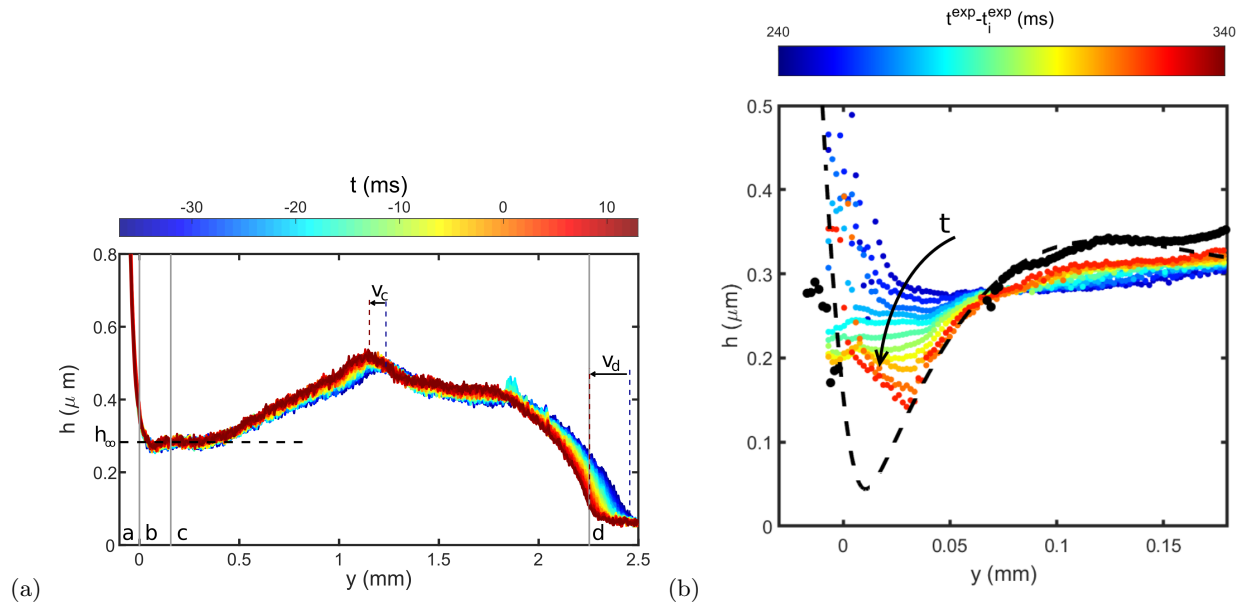 t (ms)
-30 -20 -10 0 10
0.8
0.6
0.4
0.2
0
h (μ m)
h∞
v_c
v_d
a b c d
0 0.5 1 1.5 2 2.5
y (mm)
(a)
t^exp-t_i^exp (ms)
240 340
0.5
0.4
0.3
0.2
0.1
0
h (μm)
t
0 0.05 0.1 0.15
y (mm)
(b)